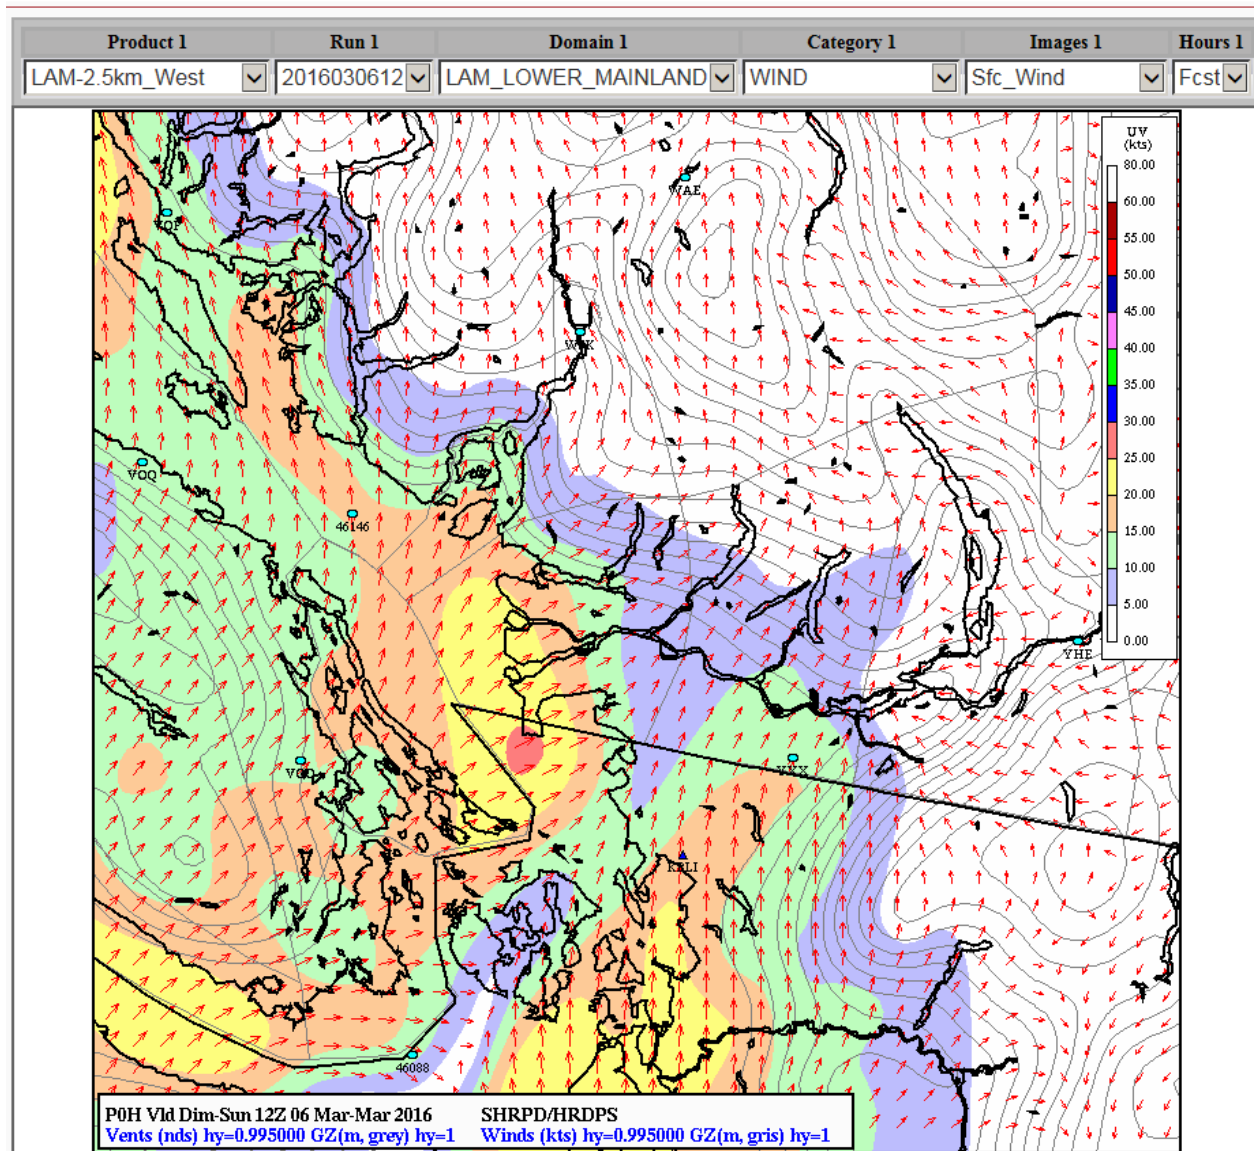 Product 1 Run 1 Domain 1 Category 1 Images 1 Hours 1
LAM-2.5km_West 2016030612 LAM_LOWER_MAINLAND WIND Sfc_Wind Fcst
UV
(kts)
80.00
60.00
55.00
50.00
45.00
40.00
35.00
30.00
25.00
20.00
15.00
10.00
5.00
0.00
WAE
VOQ
46146
YHE
46088
P0H Vld Dim-Sun 12Z 06 Mar-Mar 2016 SHRPD/HRDPS
Vents (nds) hy=0.995000 GZ(m, grey) hy=1 Winds (kts) hy=0.995000 GZ(m, gris) hy=1